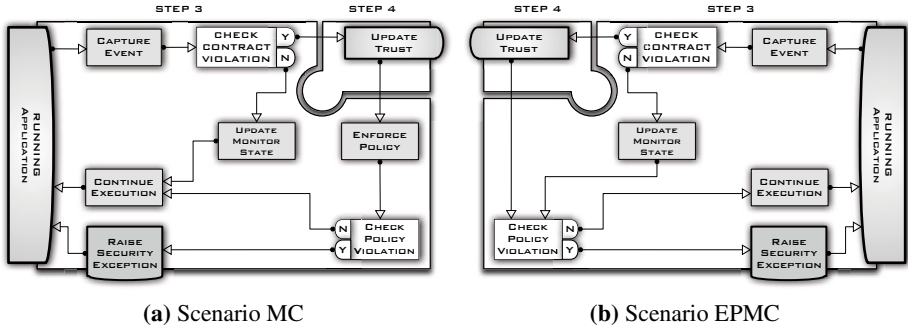 STEP 3
STEP 4
CAPTURE EVENT
CHECK CONTRACT VIOLATION
Y
N
UPDATE TRUST
RUNNING APPLICATION
UPDATE MONITOR STATE
ENFORCE POLICY
CONTINUE EXECUTION
RAISE SECURITY EXCEPTION
N
Y
CHECK POLICY VIOLATION
(a) Scenario MC
STEP 4
STEP 3
UPDATE TRUST
Y
N
CHECK CONTRACT VIOLATION
CAPTURE EVENT
RUNNING APPLICATION
UPDATE MONITOR STATE
CONTINUE EXECUTION
CHECK POLICY VIOLATION
N
Y
RAISE SECURITY EXCEPTION
(b) Scenario EPMC